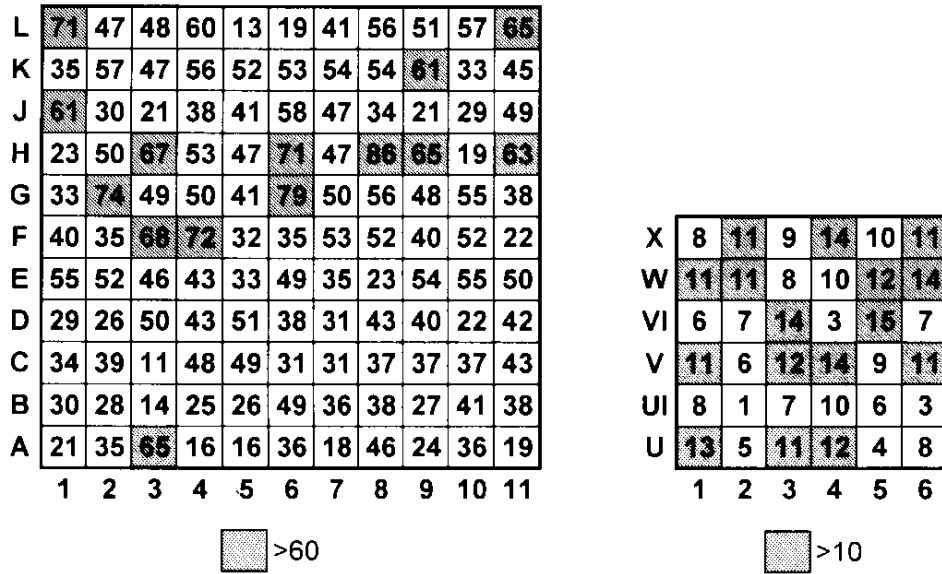 L 71 47 48 60 13 19 41 56 51 57 65
K 35 57 47 56 52 53 54 54 61 33 45
J 61 30 21 38 41 58 47 34 21 29 49
H 23 50 67 53 47 71 47 86 65 19 63
G 33 74 49 50 41 79 50 56 48 55 38
F 40 35 68 72 32 35 53 52 40 52 22
X 8 11 9 14 10 11
E 55 52 46 43 33 49 35 23 54 55 50
W 11 11 8 10 12 14
D 29 26 50 43 51 38 31 43 40 22 42
VI 6 7 14 3 15 7
C 34 39 11 48 49 31 31 37 37 37 43
V 11 6 12 14 9 11
B 30 28 14 25 26 49 36 38 27 41 38
UI 8 1 7 10 6 3
A 21 35 65 16 16 36 18 46 24 36 19
U 13 5 11 12 4 8
1 2 3 4 5 6 7 8 9 10 11
1 2 3 4 5 6
>60
>10